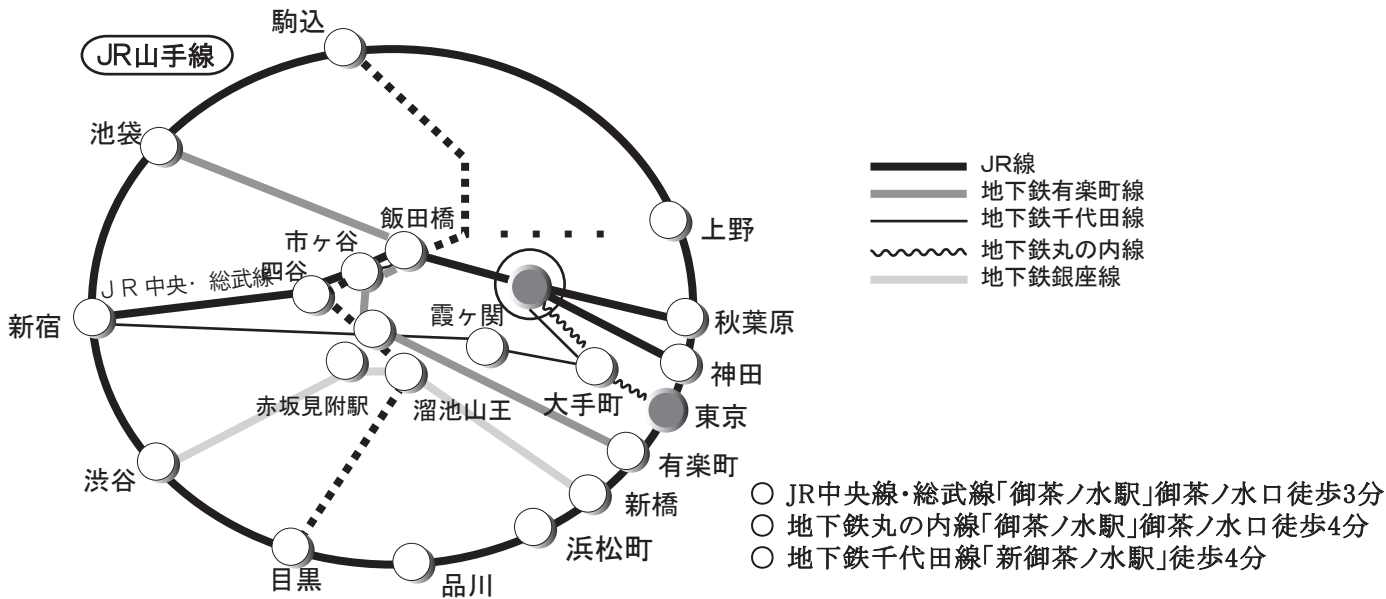 駒込
JR山手線
池袋
JR線
地下鉄有楽町線
地下鉄千代田線
地下鉄丸の内線
地下鉄銀座線
飯田橋
上野
市ヶ谷
四谷
JR中央・総武線
新宿
霞ヶ関
秋葉原
神田
赤坂見附駅
溜池山王
大手町
東京
有楽町
渋谷
新橋
浜松町
目黒
品川
○ JR中央線・総武線「御茶ノ水駅」御茶ノ水口徒歩3分
○ 地下鉄丸の内線「御茶ノ水駅」御茶ノ水口徒歩4分
○ 地下鉄千代田線「新御茶ノ水駅」徒歩4分